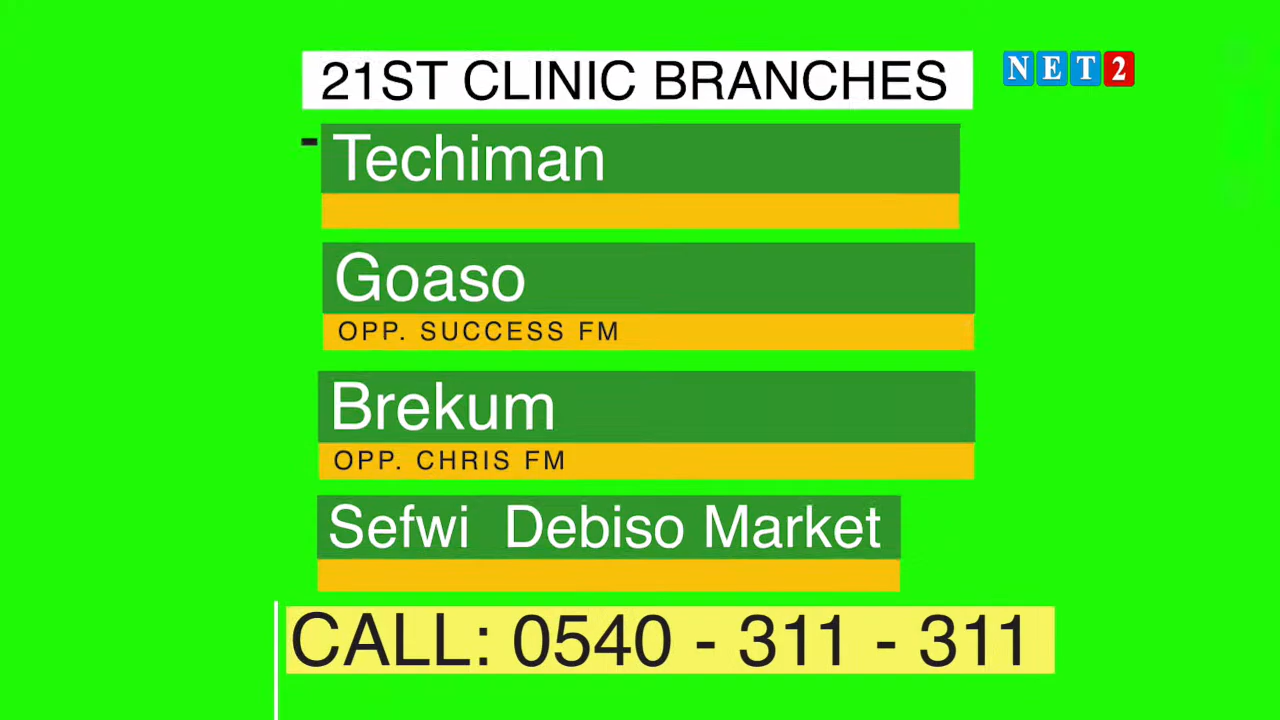 21ST CLINIC BRANCHES
NET2
- Techiman
Goaso
OPP. SUCCESS FM
Brekum
OPP. CHRIS FM
Sefwi Debiso Market
CALL: 0540 - 311 - 311